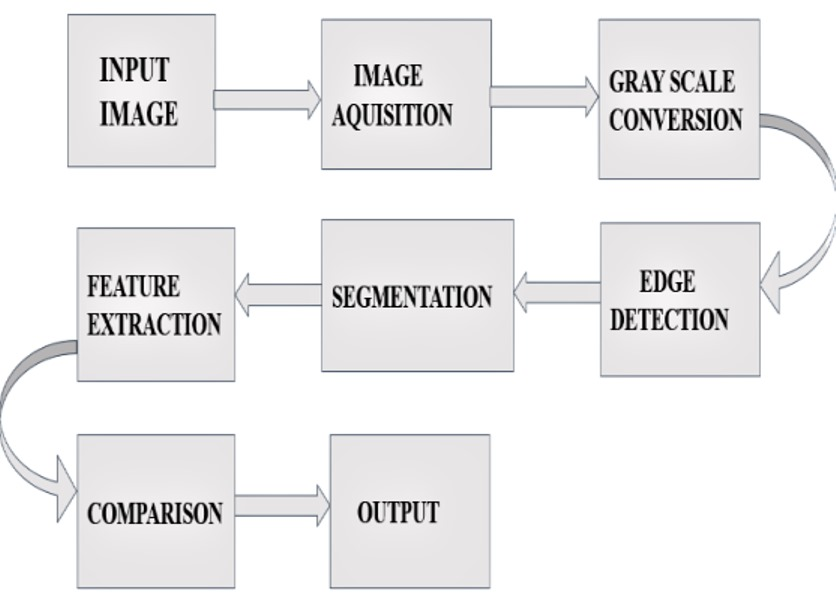 INPUT
IMAGE
IMAGE
AQUISITION
GRAY SCALE
CONVERSION
EDGE
DETECTION
SEGMENTATION
FEATURE
EXTRACTION
COMPARISON
OUTPUT